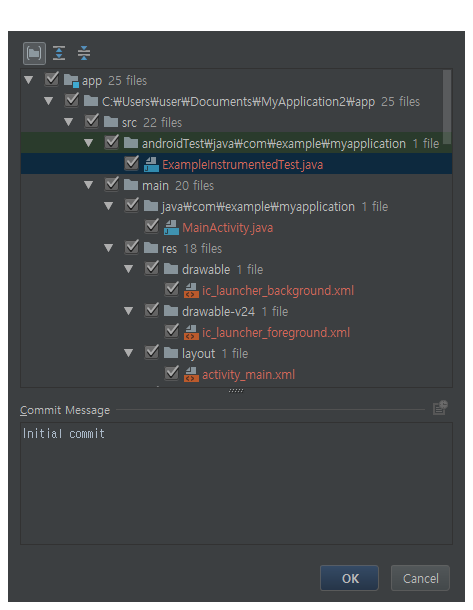 app 25 files
C:₩Users₩user₩Documents₩MyApplication2₩app 25 files
src 22 files
androidTest₩java₩com₩example₩myapplication 1 file
ExampleInstrumentedTest.java
main 20 files
java₩com₩example₩myapplication 1 file
MainActivity.java
res 18 files
drawable 1 file
ic_launcher_background.xml
drawable-v24 1 file
ic_launcher_foreground.xml
layout 1 file
activity_main.xml
Commit Message
Initial commit
OK Cancel